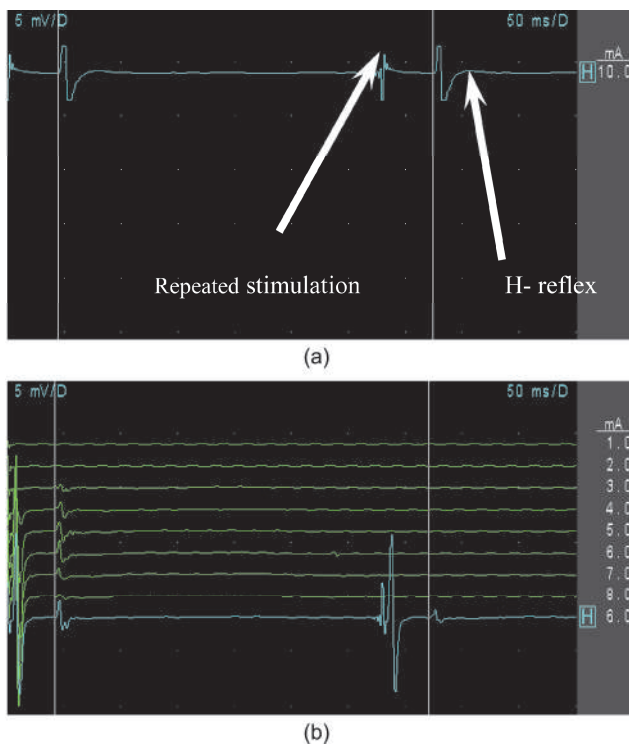 5 mV/D 50 ms/D
mA
H 10.0
Repeated stimulation H- reflex
(a)
5 mV/D 50 ms/D
mA
1.0
2.0
3.0
4.0
5.0
6.0
7.0
8.0
H 6.0
(b)